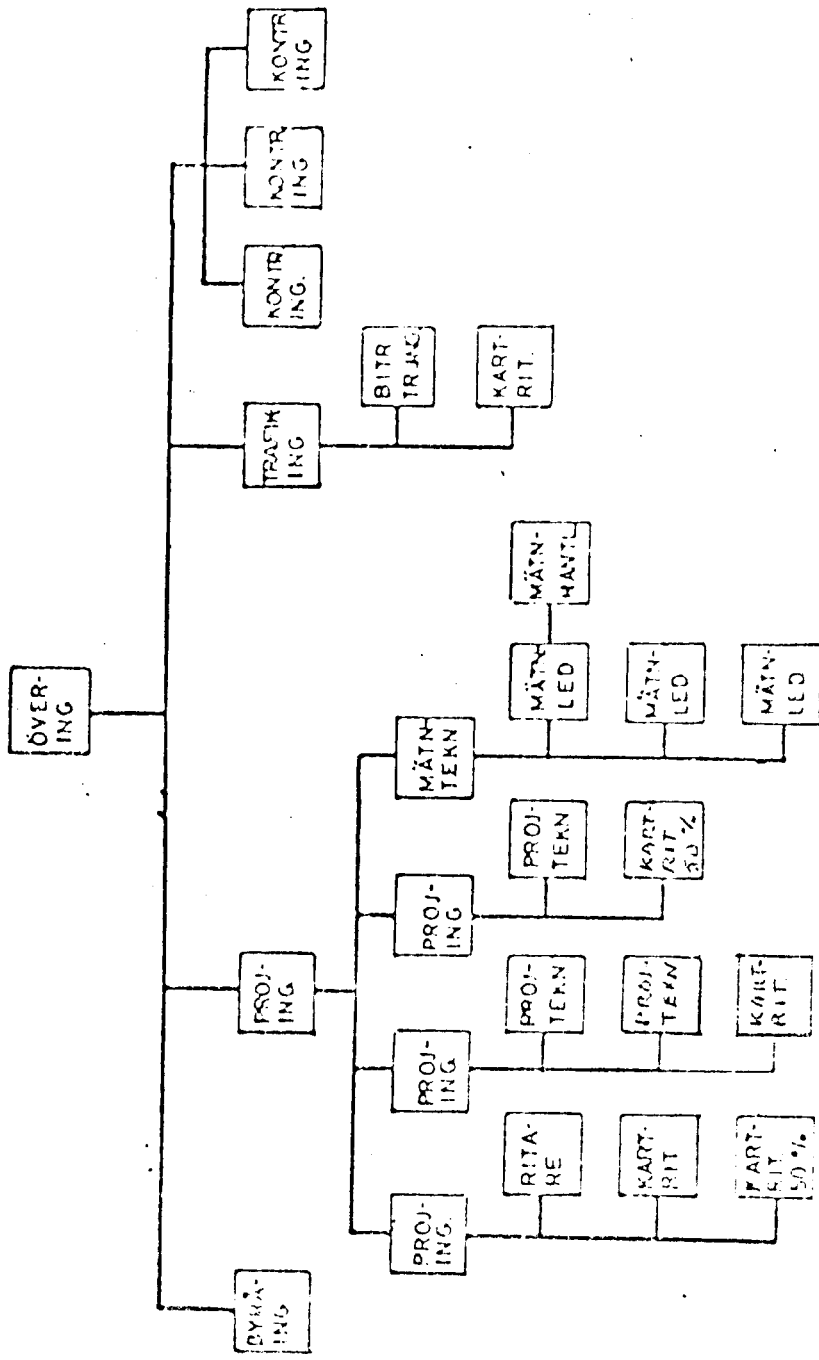 ÖVER-
ING
BYRÅ-
ING
PROJ-
ING
TRAFIK
ING
KONTR
ING.
KONTR
ING
KONTR
ING
PROJ-
ING.
PROJ-
ING
PROJ-
ING
MÄTN
TEKN
RITA-
RE
KART-
RIT
KART-
RIT
50 %
PROJ-
TEKN
PROJ-
TEKN
KART-
RIT.
PROJ-
TEKN
KART-
RIT
50 %
MÄTN
LED
MÄTN-
HANTL
MÄTN-
LED
MÄTN-
LED
BITR
TR.ING
KART-
RIT.